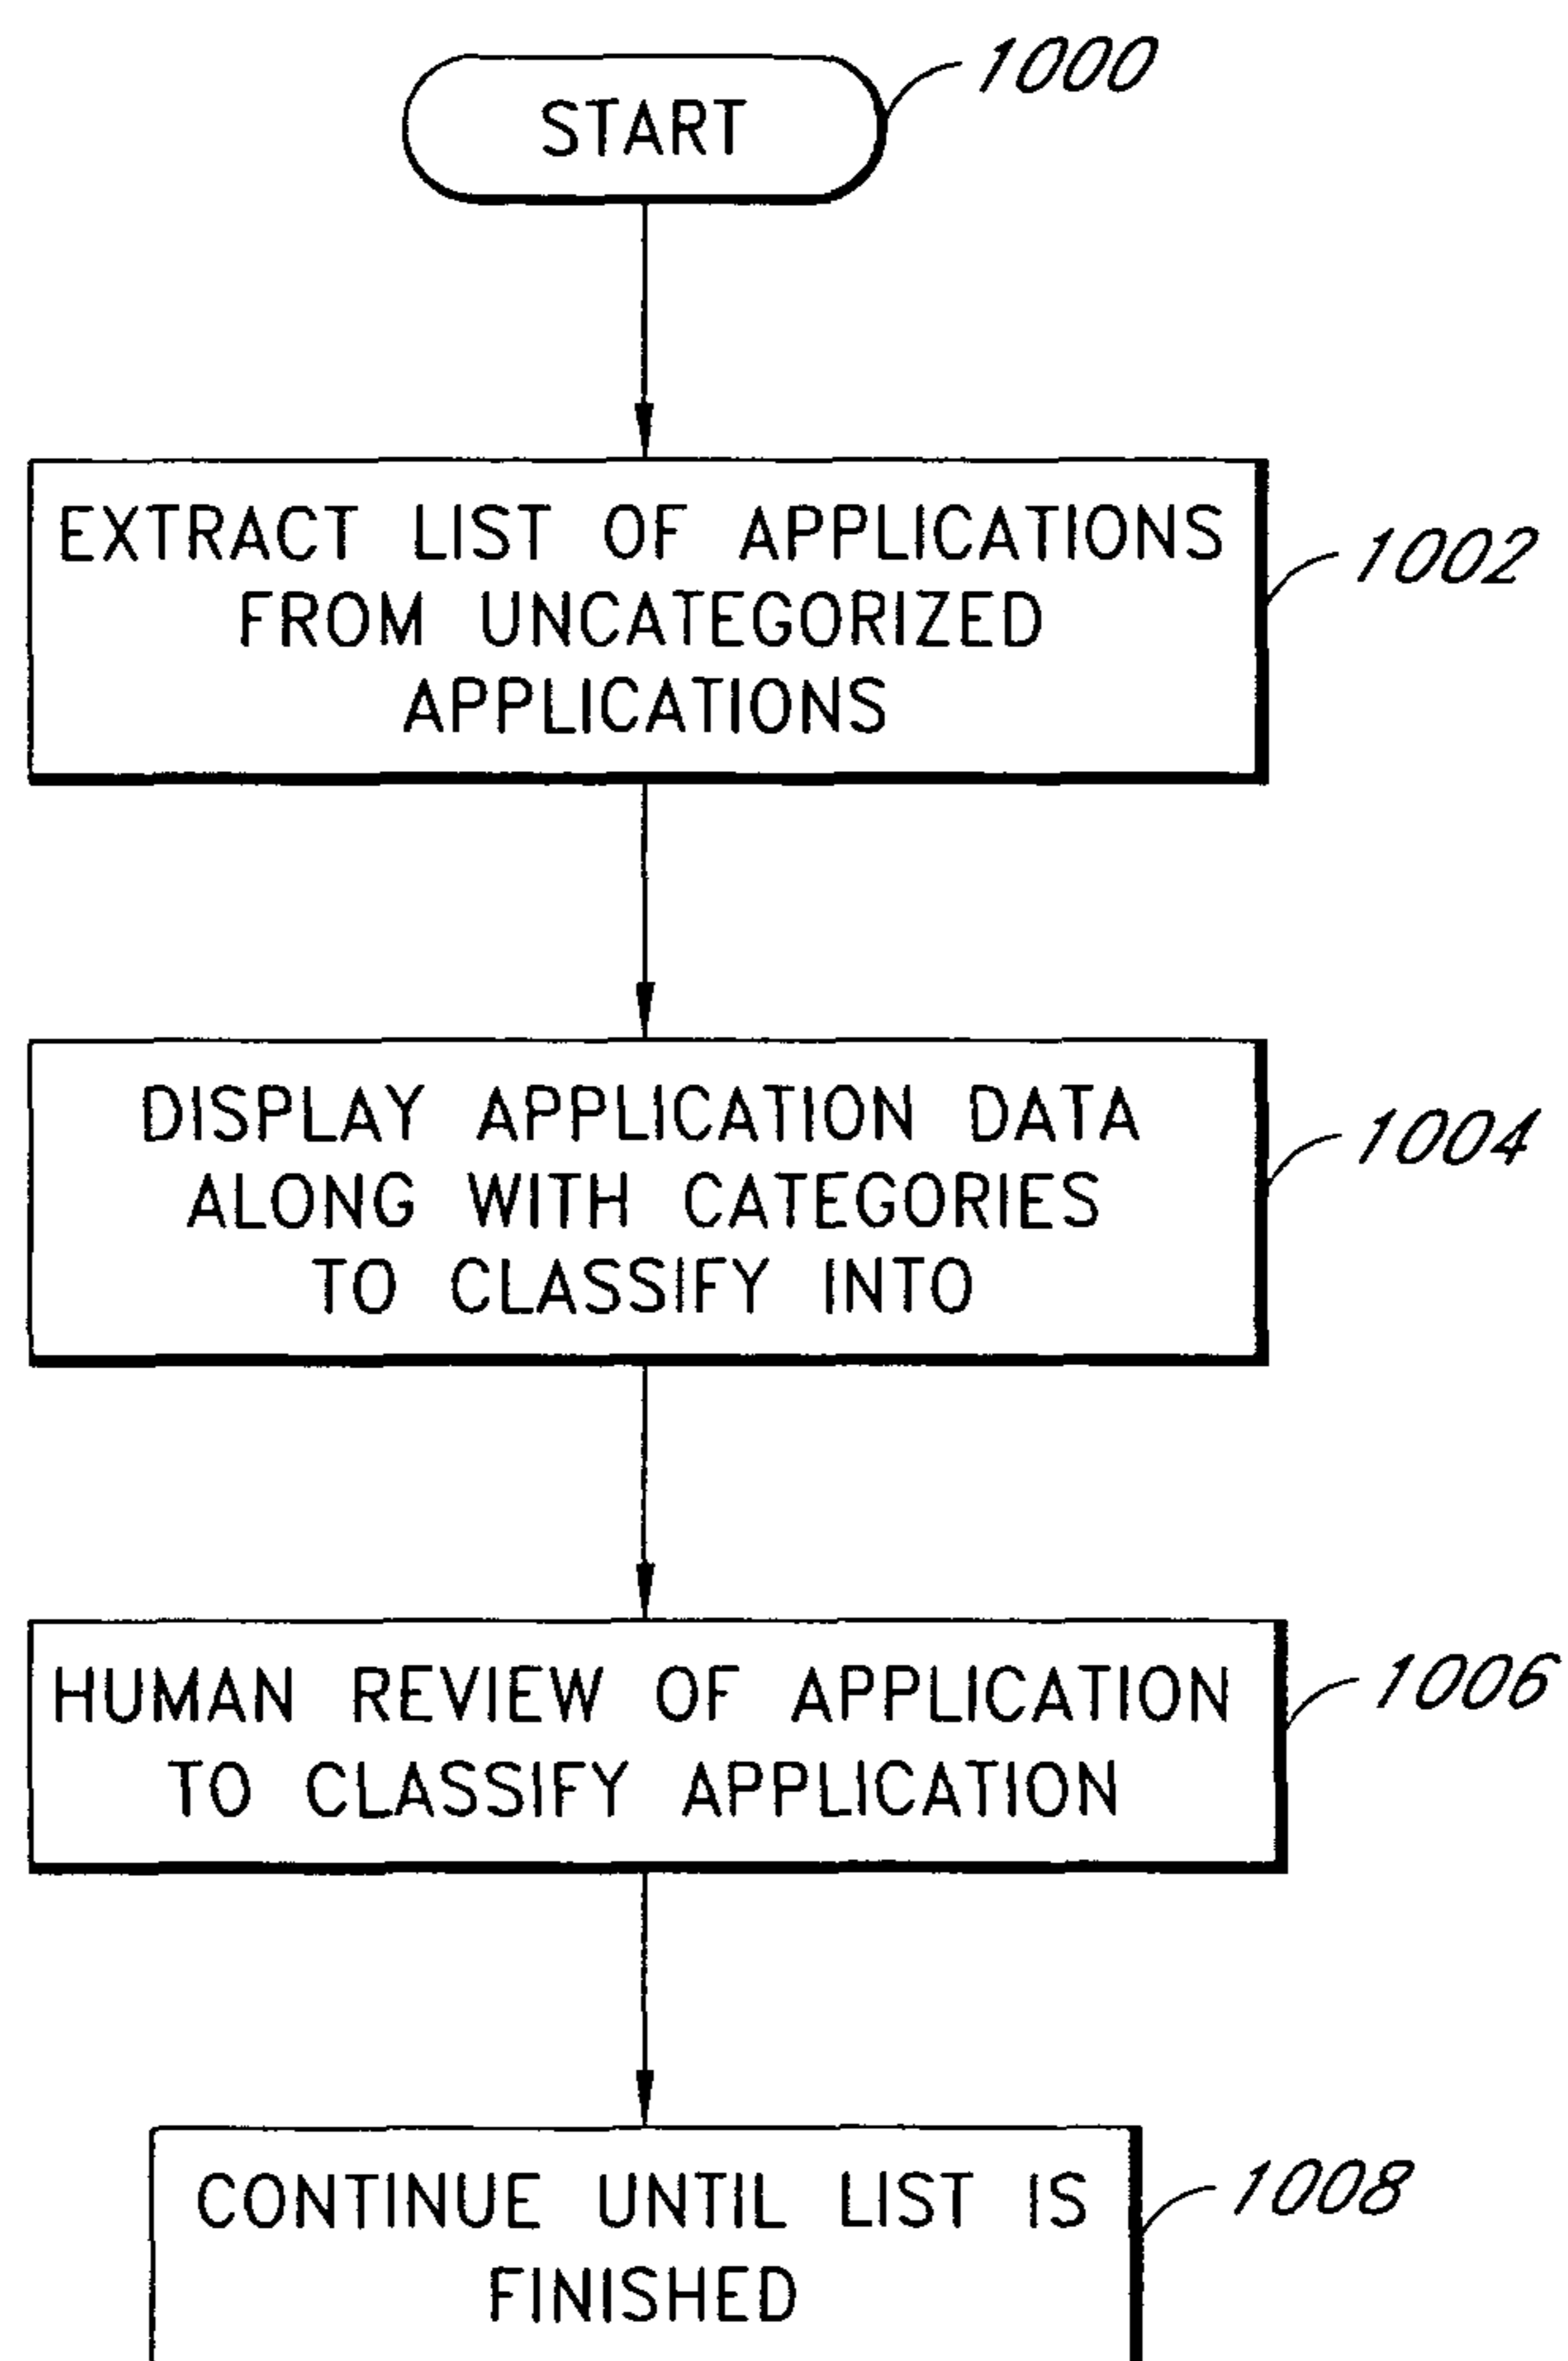 START
1000
EXTRACT LIST OF APPLICATIONS
FROM UNCATEGORIZED
APPLICATIONS
1002
DISPLAY APPLICATION DATA
ALONG WITH CATEGORIES
TO CLASSIFY INTO
1004
HUMAN REVIEW OF APPLICATION
TO CLASSIFY APPLICATION
1006
CONTINUE UNTIL LIST IS
FINISHED
1008